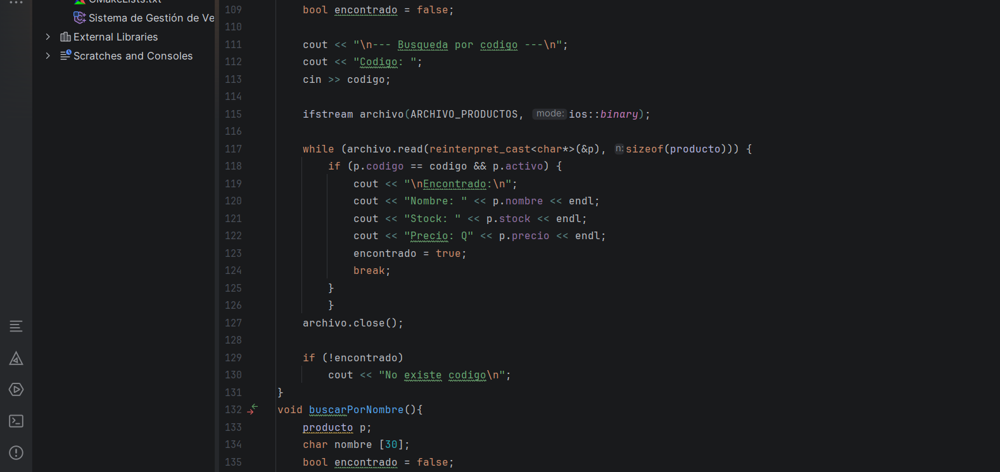 CMakeLists.txt
Sistema de Gestión de Ve
External Libraries
Scratches and Consoles
109 bool encontrado = false;
110
111 cout << "\n--- Busqueda por codigo ---\n";
112 cout << "Codigo: ";
113 cin >> codigo;
114
115 ifstream archivo(ARCHIVO_PRODUCTOS, mode: ios::binary);
116
117 while (archivo.read(reinterpret_cast<char*>(&p), n: sizeof(producto))) {
118 if (p.codigo == codigo && p.activo) {
119 cout << "\nEncontrado:\n";
120 cout << "Nombre: " << p.nombre << endl;
121 cout << "Stock: " << p.stock << endl;
122 cout << "Precio: Q" << p.precio << endl;
123 encontrado = true;
124 break;
125 }
126 }
127 archivo.close();
128
129 if (!encontrado)
130 cout << "No existe codigo\n";
131 }
132 void buscarPorNombre(){
133 producto p;
134 char nombre [30];
135 bool encontrado = false;